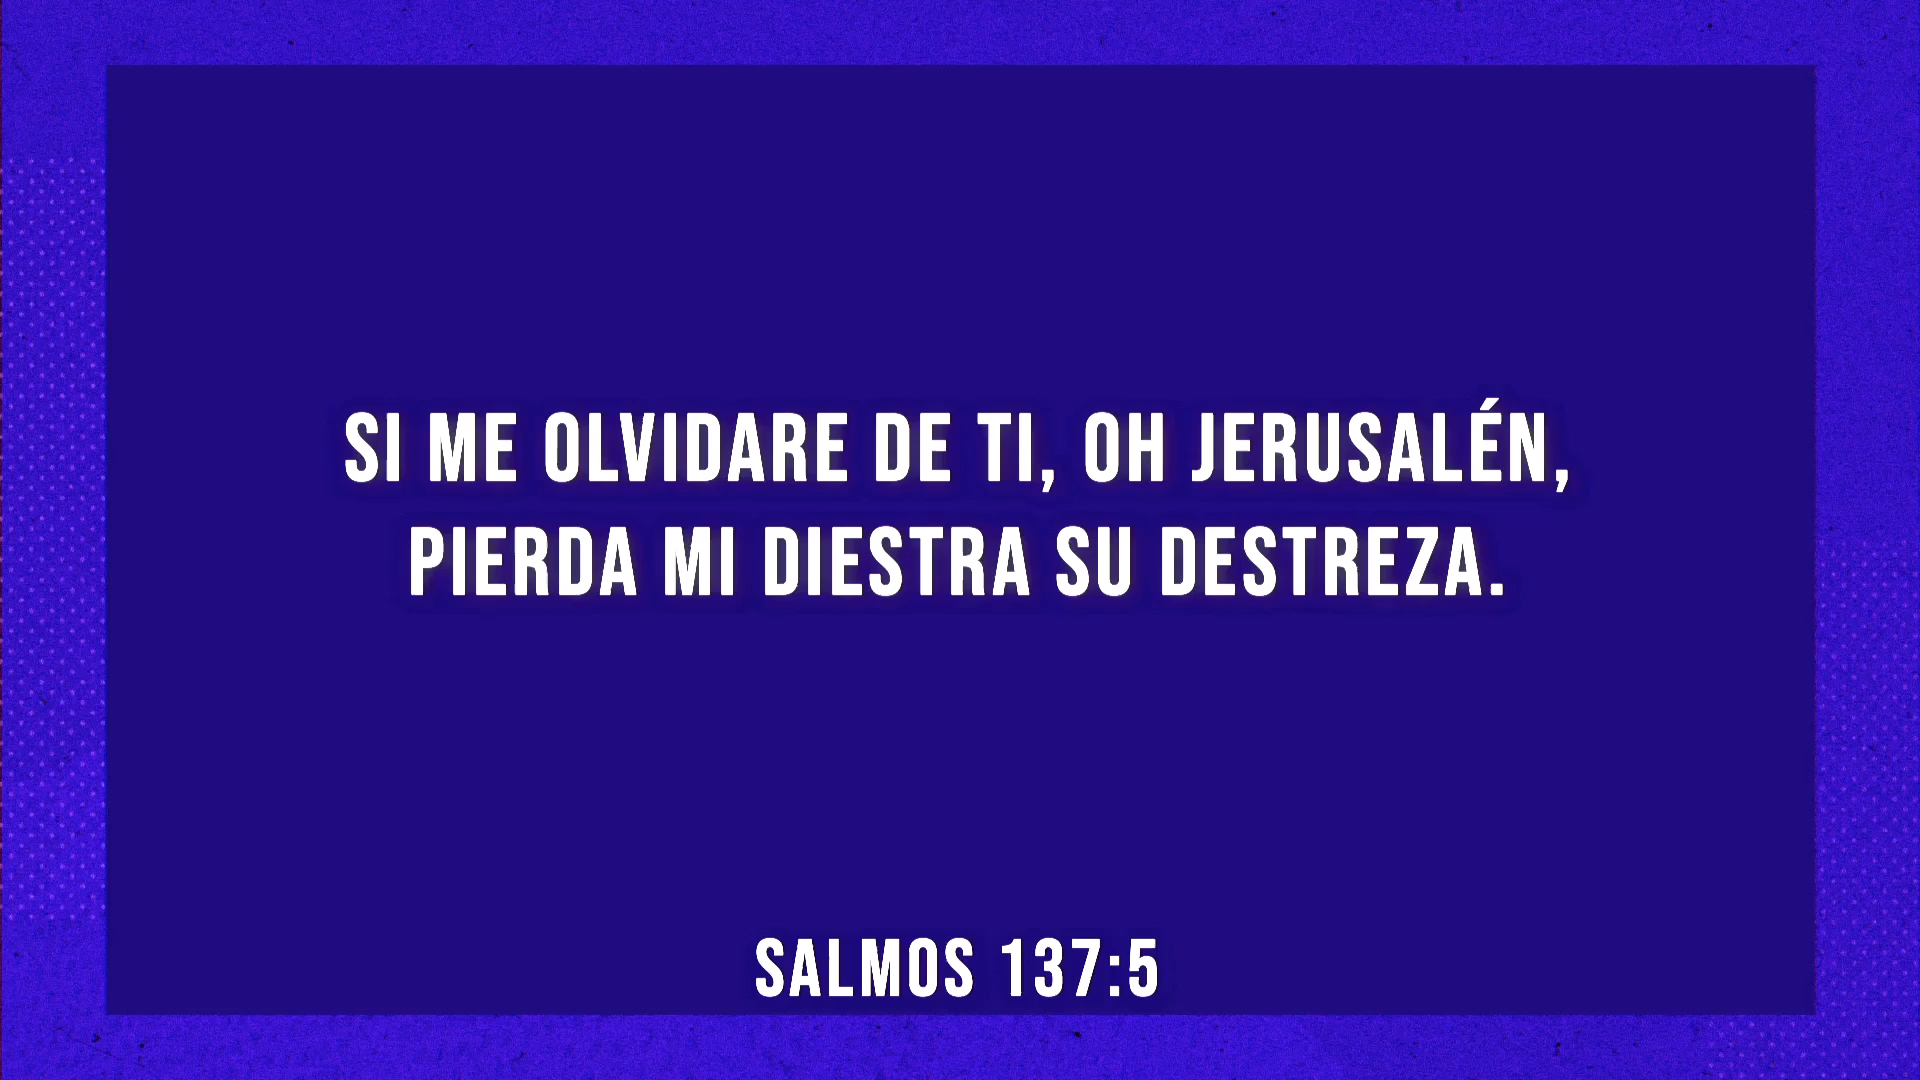 SI ME OLVIDARE DE TI, OH JERUSALÉN,
PIERDA MI DIESTRA SU DESTREZA.
SALMOS 137:5